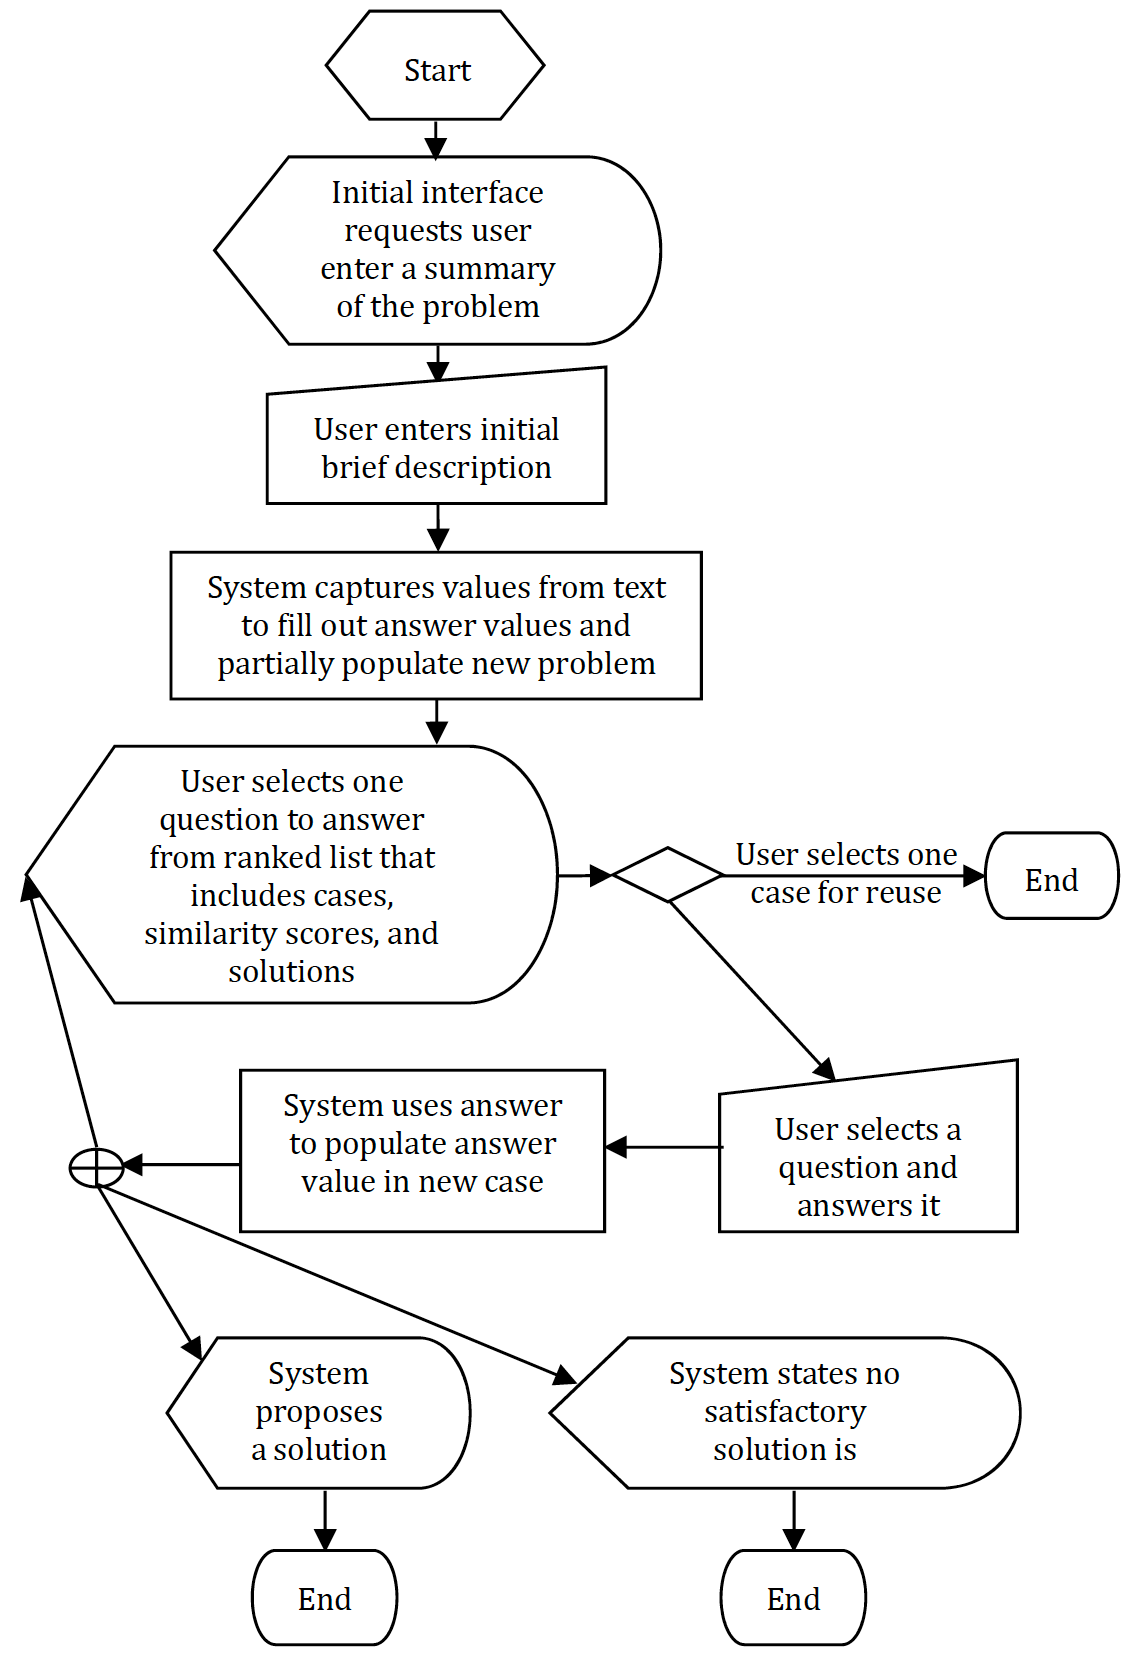 Start
Initial interface
requests user
enter a summary
of the problem
User enters initial
brief description
System captures values from text
to fill out answer values and
partially populate new problem
User selects one
question to answer
from ranked list that
includes cases,
similarity scores, and
solutions
User selects one
case for reuse
End
User selects a
question and
answers it
System uses answer
to populate answer
value in new case
System
proposes
a solution
System states no
satisfactory
solution is
End
End